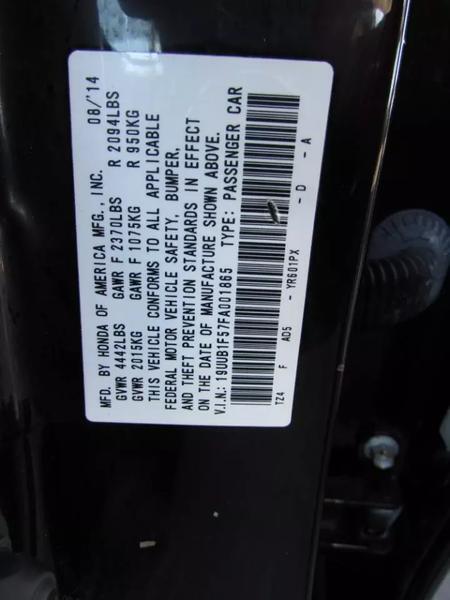 MFD. BY HONDA OF AMERICA MFG., INC. 08/'14
GVWR 4442LBS GAWR F 2370LBS R 2094LBS
GVWR 2015KG GAWR F 1075KG R 950KG
THIS VEHICLE CONFORMS TO ALL APPLICABLE
FEDERAL MOTOR VEHICLE SAFETY, BUMPER,
AND THEFT PREVENTION STANDARDS IN EFFECT
ON THE DATE OF MANUFACTURE SHOWN ABOVE.
V.I.N.: 19UUB1F57FA001865 TYPE: PASSENGER CAR
TZ4 F AD5 - YR601PX - D - A